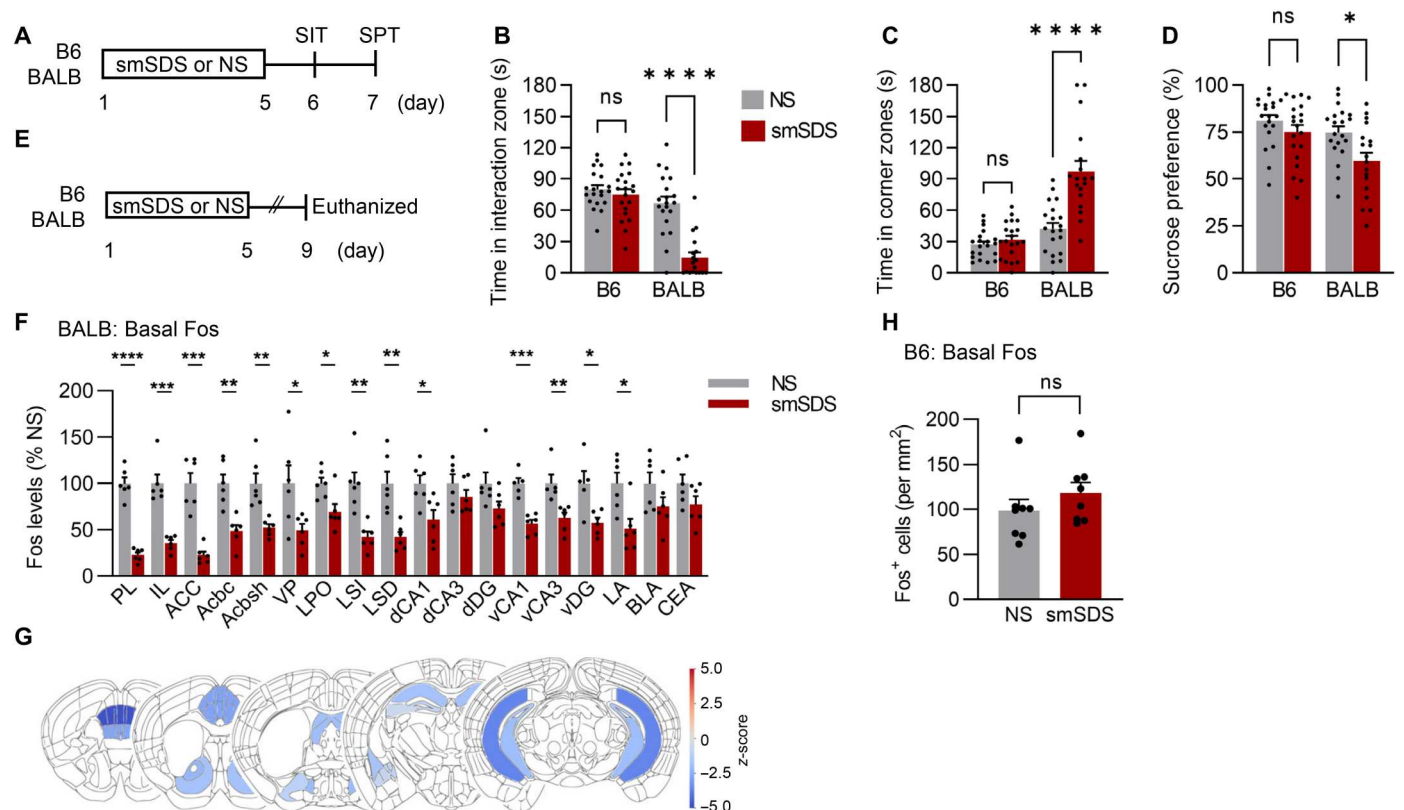 A
B6
BALB
smSDS or NS
SIT
SPT
1
5
6
7
(day)
B
Time in interaction zone (s)
180
150
120
90
60
30
0
ns
* * * *
B6
BALB
NS
smSDS
C
Time in corner zones (s)
180
150
120
90
60
30
0
ns
* * * *
B6
BALB
D
Sucrose preference (%)
100
75
50
25
0
ns
*
B6
BALB
E
B6
BALB
smSDS or NS
Euthanized
1
5
9
(day)
F
BALB: Basal Fos
Fos levels (% NS)
200
150
100
50
0
****
***
***
**
**
*
*
**
**
*
***
**
*
*
NS
smSDS
PL
IL
ACC
Acbc
Acbsh
VP
LPO
LSI
LSD
dCA1
dCA3
dDG
vCA1
vCA3
vDG
LA
BLA
CEA
H
B6: Basal Fos
Fos⁺ cells (per mm²)
200
150
100
50
0
ns
NS
smSDS
G
5.0
2.5
0
−2.5
−5.0
z-score